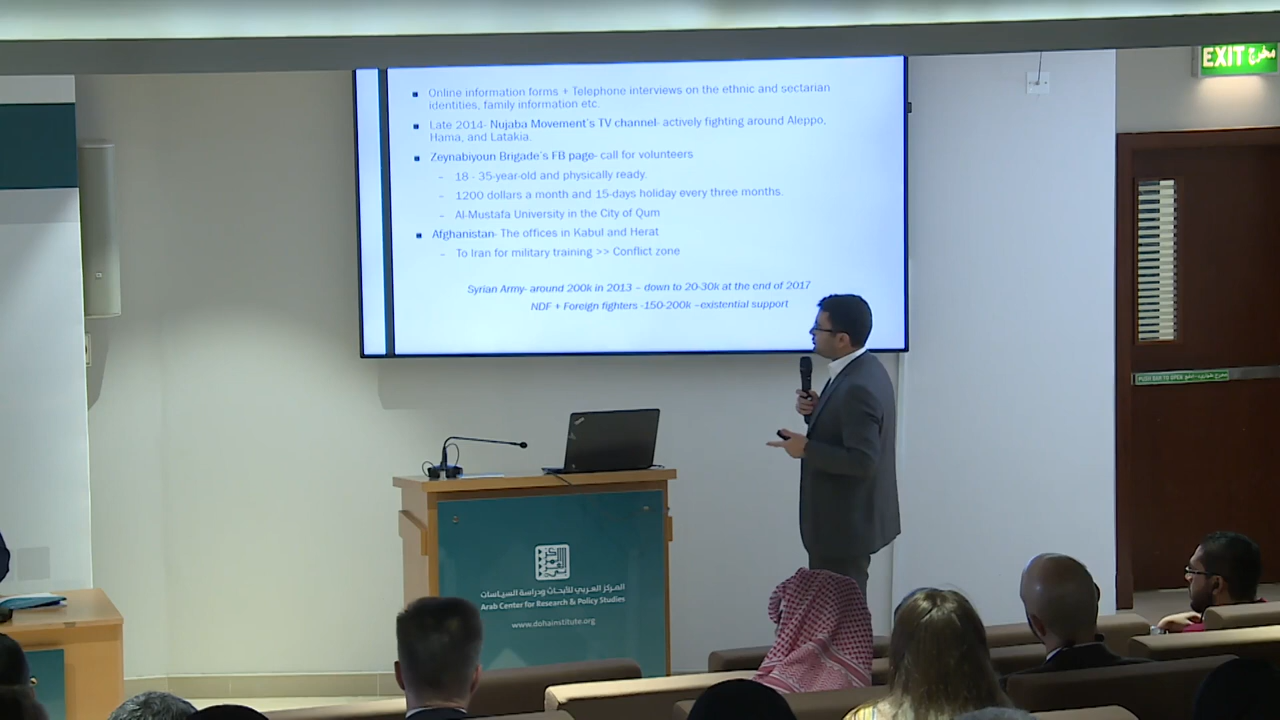 Online information forms + Telephone interviews on the ethnic and sectarian
identities, family information etc.
Late 2014- Nujaba Movement's TV channel- actively fighting around Aleppo,
Hama, and Latakia.
Zeynabiyoun Brigade's FB page- call for volunteers
- 18 - 35-year-old and physically ready.
- 1200 dollars a month and 15-days holiday every three months.
- Al-Mustafa University in the City of Qum
Afghanistan- The offices in Kabul and Herat
- To Iran for military training >> Conflict zone
Syrian Army- around 200k in 2013 – down to 20-30k at the end of 2017
NDF + Foreign fighters -150-200k –existential support
EXIT مخرج
PUSH BAR TO OPEN
المركز العربي للأبحاث ودراسة السياسات
Arab Center for Research & Policy Studies
www.dohainstitute.org